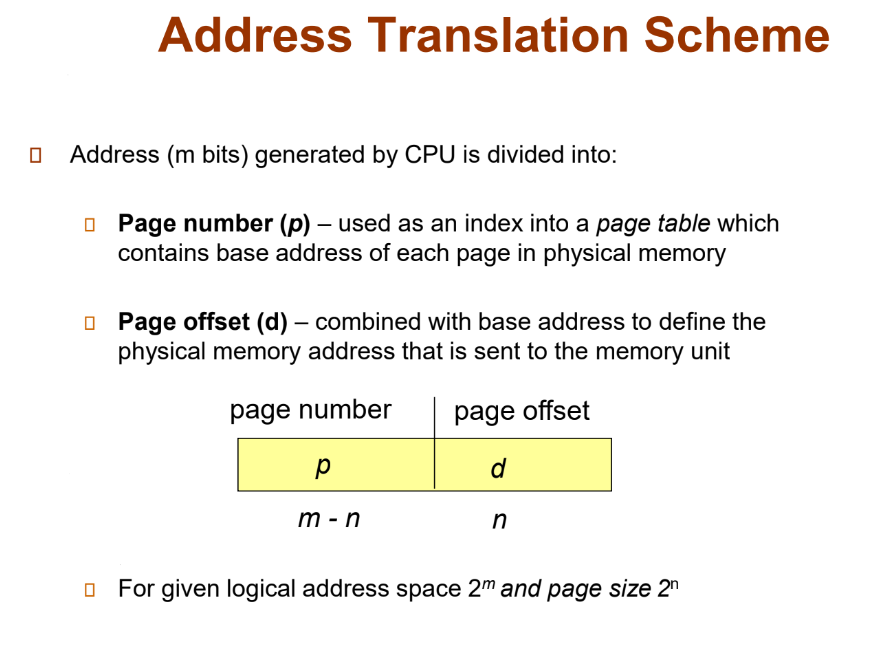 Address Translation Scheme
Address (m bits) generated by CPU is divided into:
Page number (p) – used as an index into a page table which
contains base address of each page in physical memory
Page offset (d) – combined with base address to define the
physical memory address that is sent to the memory unit
page number page offset
p d
m - n n
For given logical address space 2ᵐ and page size 2ⁿ